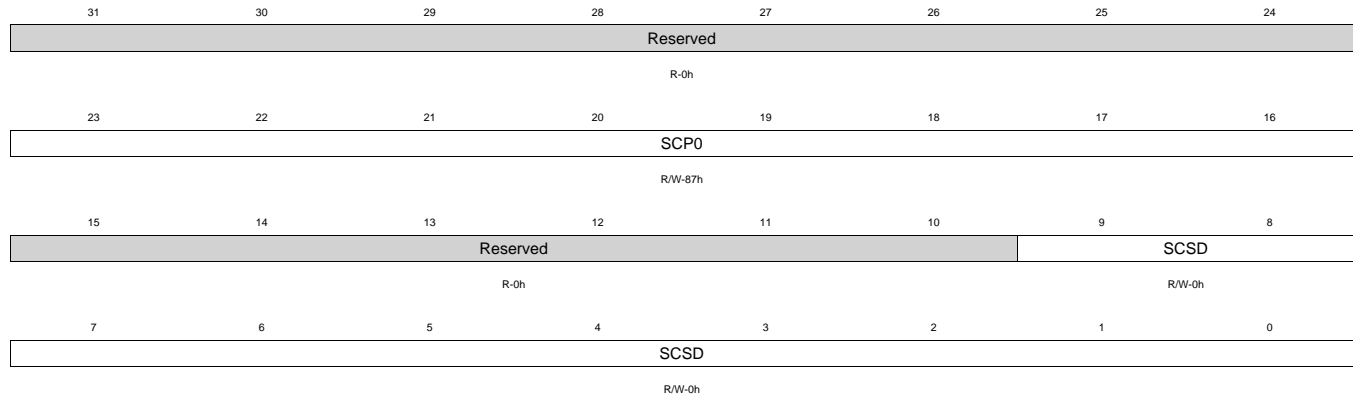 31 30 29 28 27 26 25 24
Reserved
R-0h
23 22 21 20 19 18 17 16
SCP0
R/W-87h
15 14 13 12 11 10 9 8
Reserved SCSD
R-0h R/W-0h
7 6 5 4 3 2 1 0
SCSD
R/W-0h